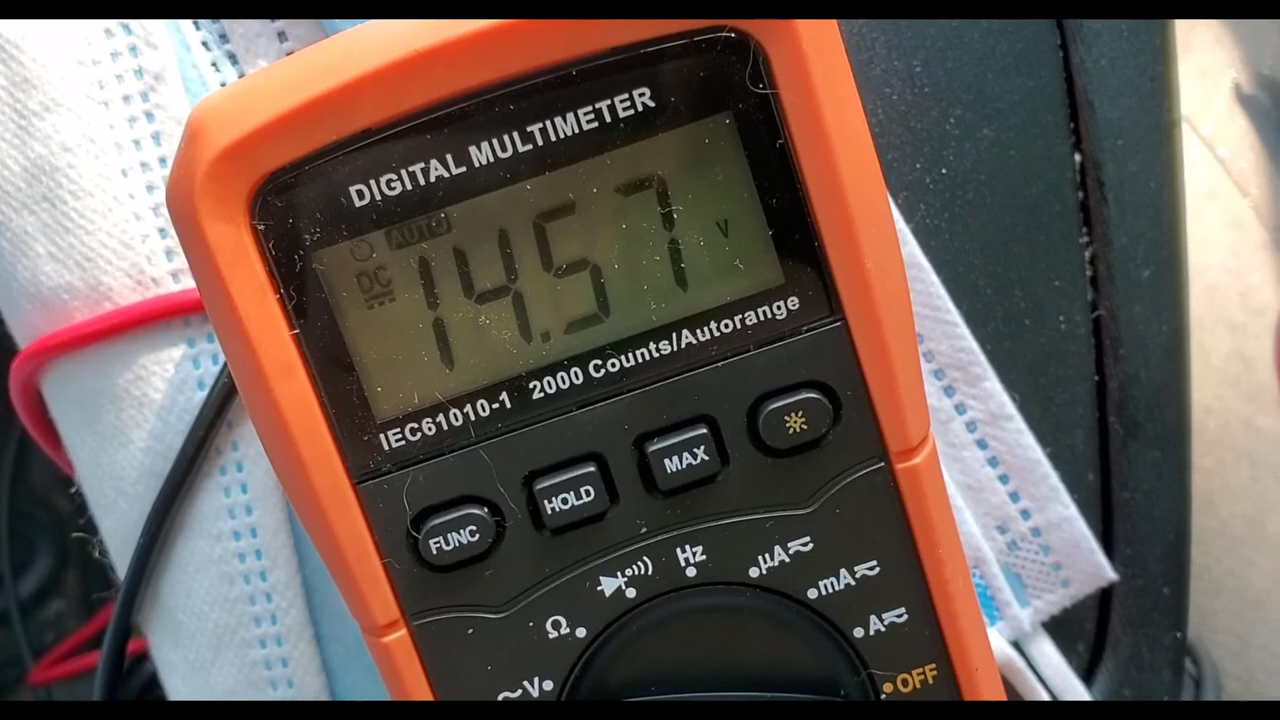 DIGITAL MULTIMETER
AUTO
DC 14.57 V
IEC61010-1 2000 Counts/Autorange
FUNC HOLD MAX
Hz
µA
mA
Ω
A
~V
OFF